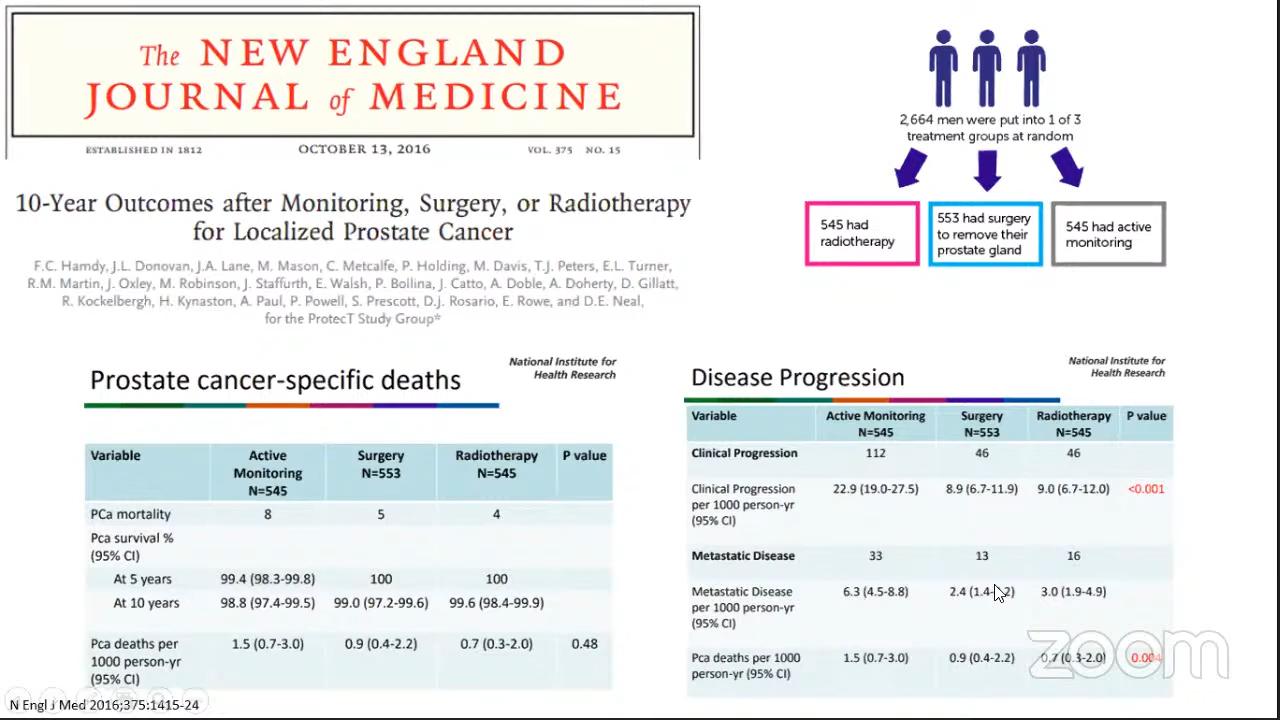 The NEW ENGLAND
JOURNAL of MEDICINE
ESTABLISHED IN 1812 OCTOBER 13, 2016 VOL. 375 NO. 15
10-Year Outcomes after Monitoring, Surgery, or Radiotherapy
for Localized Prostate Cancer
F.C. Hamdy, J.L. Donovan, J.A. Lane, M. Mason, C. Metcalfe, P. Holding, M. Davis, T.J. Peters, E.L. Turner,
R.M. Martin, J. Oxley, M. Robinson, J. Staffurth, E. Walsh, P. Bollina, J. Catto, A. Doble, A. Doherty, D. Gillatt,
R. Kockelbergh, H. Kynaston, A. Paul, P. Powell, S. Prescott, D.J. Rosario, E. Rowe, and D.E. Neal,
for the ProtecT Study Group*
2,664 men were put into 1 of 3
treatment groups at random
545 had
radiotherapy
553 had surgery
to remove their
prostate gland
545 had active
monitoring
National Institute for
Health Research
Prostate cancer-specific deaths
Variable Active Monitoring N=545 Surgery N=553 Radiotherapy N=545 P value
PCa mortality 8 5 4
Pca survival %
(95% CI)
At 5 years 99.4 (98.3-99.8) 100 100
At 10 years 98.8 (97.4-99.5) 99.0 (97.2-99.6) 99.6 (98.4-99.9)
Pca deaths per 1.5 (0.7-3.0) 0.9 (0.4-2.2) 0.7 (0.3-2.0) 0.48
1000 person-yr
(95% CI)
National Institute for
Health Research
Disease Progression
Variable Active Monitoring Surgery Radiotherapy P value
N=545 N=553 N=545
Clinical Progression 112 46 46
Clinical Progression 22.9 (19.0-27.5) 8.9 (6.7-11.9) 9.0 (6.7-12.0) <0.001
per 1000 person-yr
(95% CI)
Metastatic Disease 33 13 16
Metastatic Disease 6.3 (4.5-8.8) 2.4 3.0 (1.9-4.9)
per 1000 person-yr
(95% CI)
Pca deaths per 1000 1.5 (0.7-3.0) 0.9 (0.4-2.2) 0.7 (0.3-2.0) 0.004
person-yr (95% CI)
zoom
N Engl J Med 2016;375:1415-24